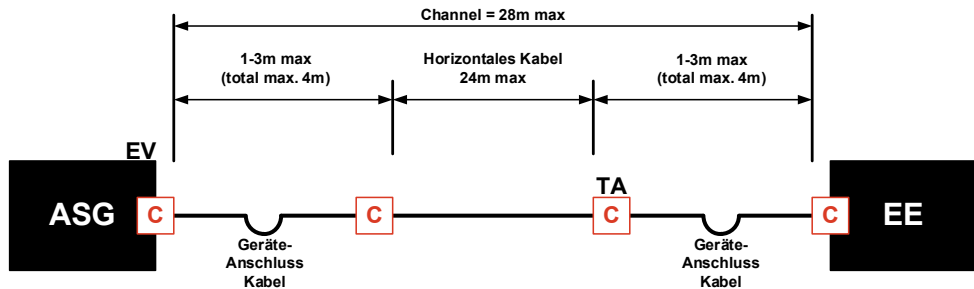 Channel = 28m max
1-3m max
(total max. 4m)
Horizontales Kabel
24m max
1-3m max
(total max. 4m)
EV
TA
ASG
C
C
C
C
EE
Geräte-
Anschluss
Kabel
Geräte-
Anschluss
Kabel